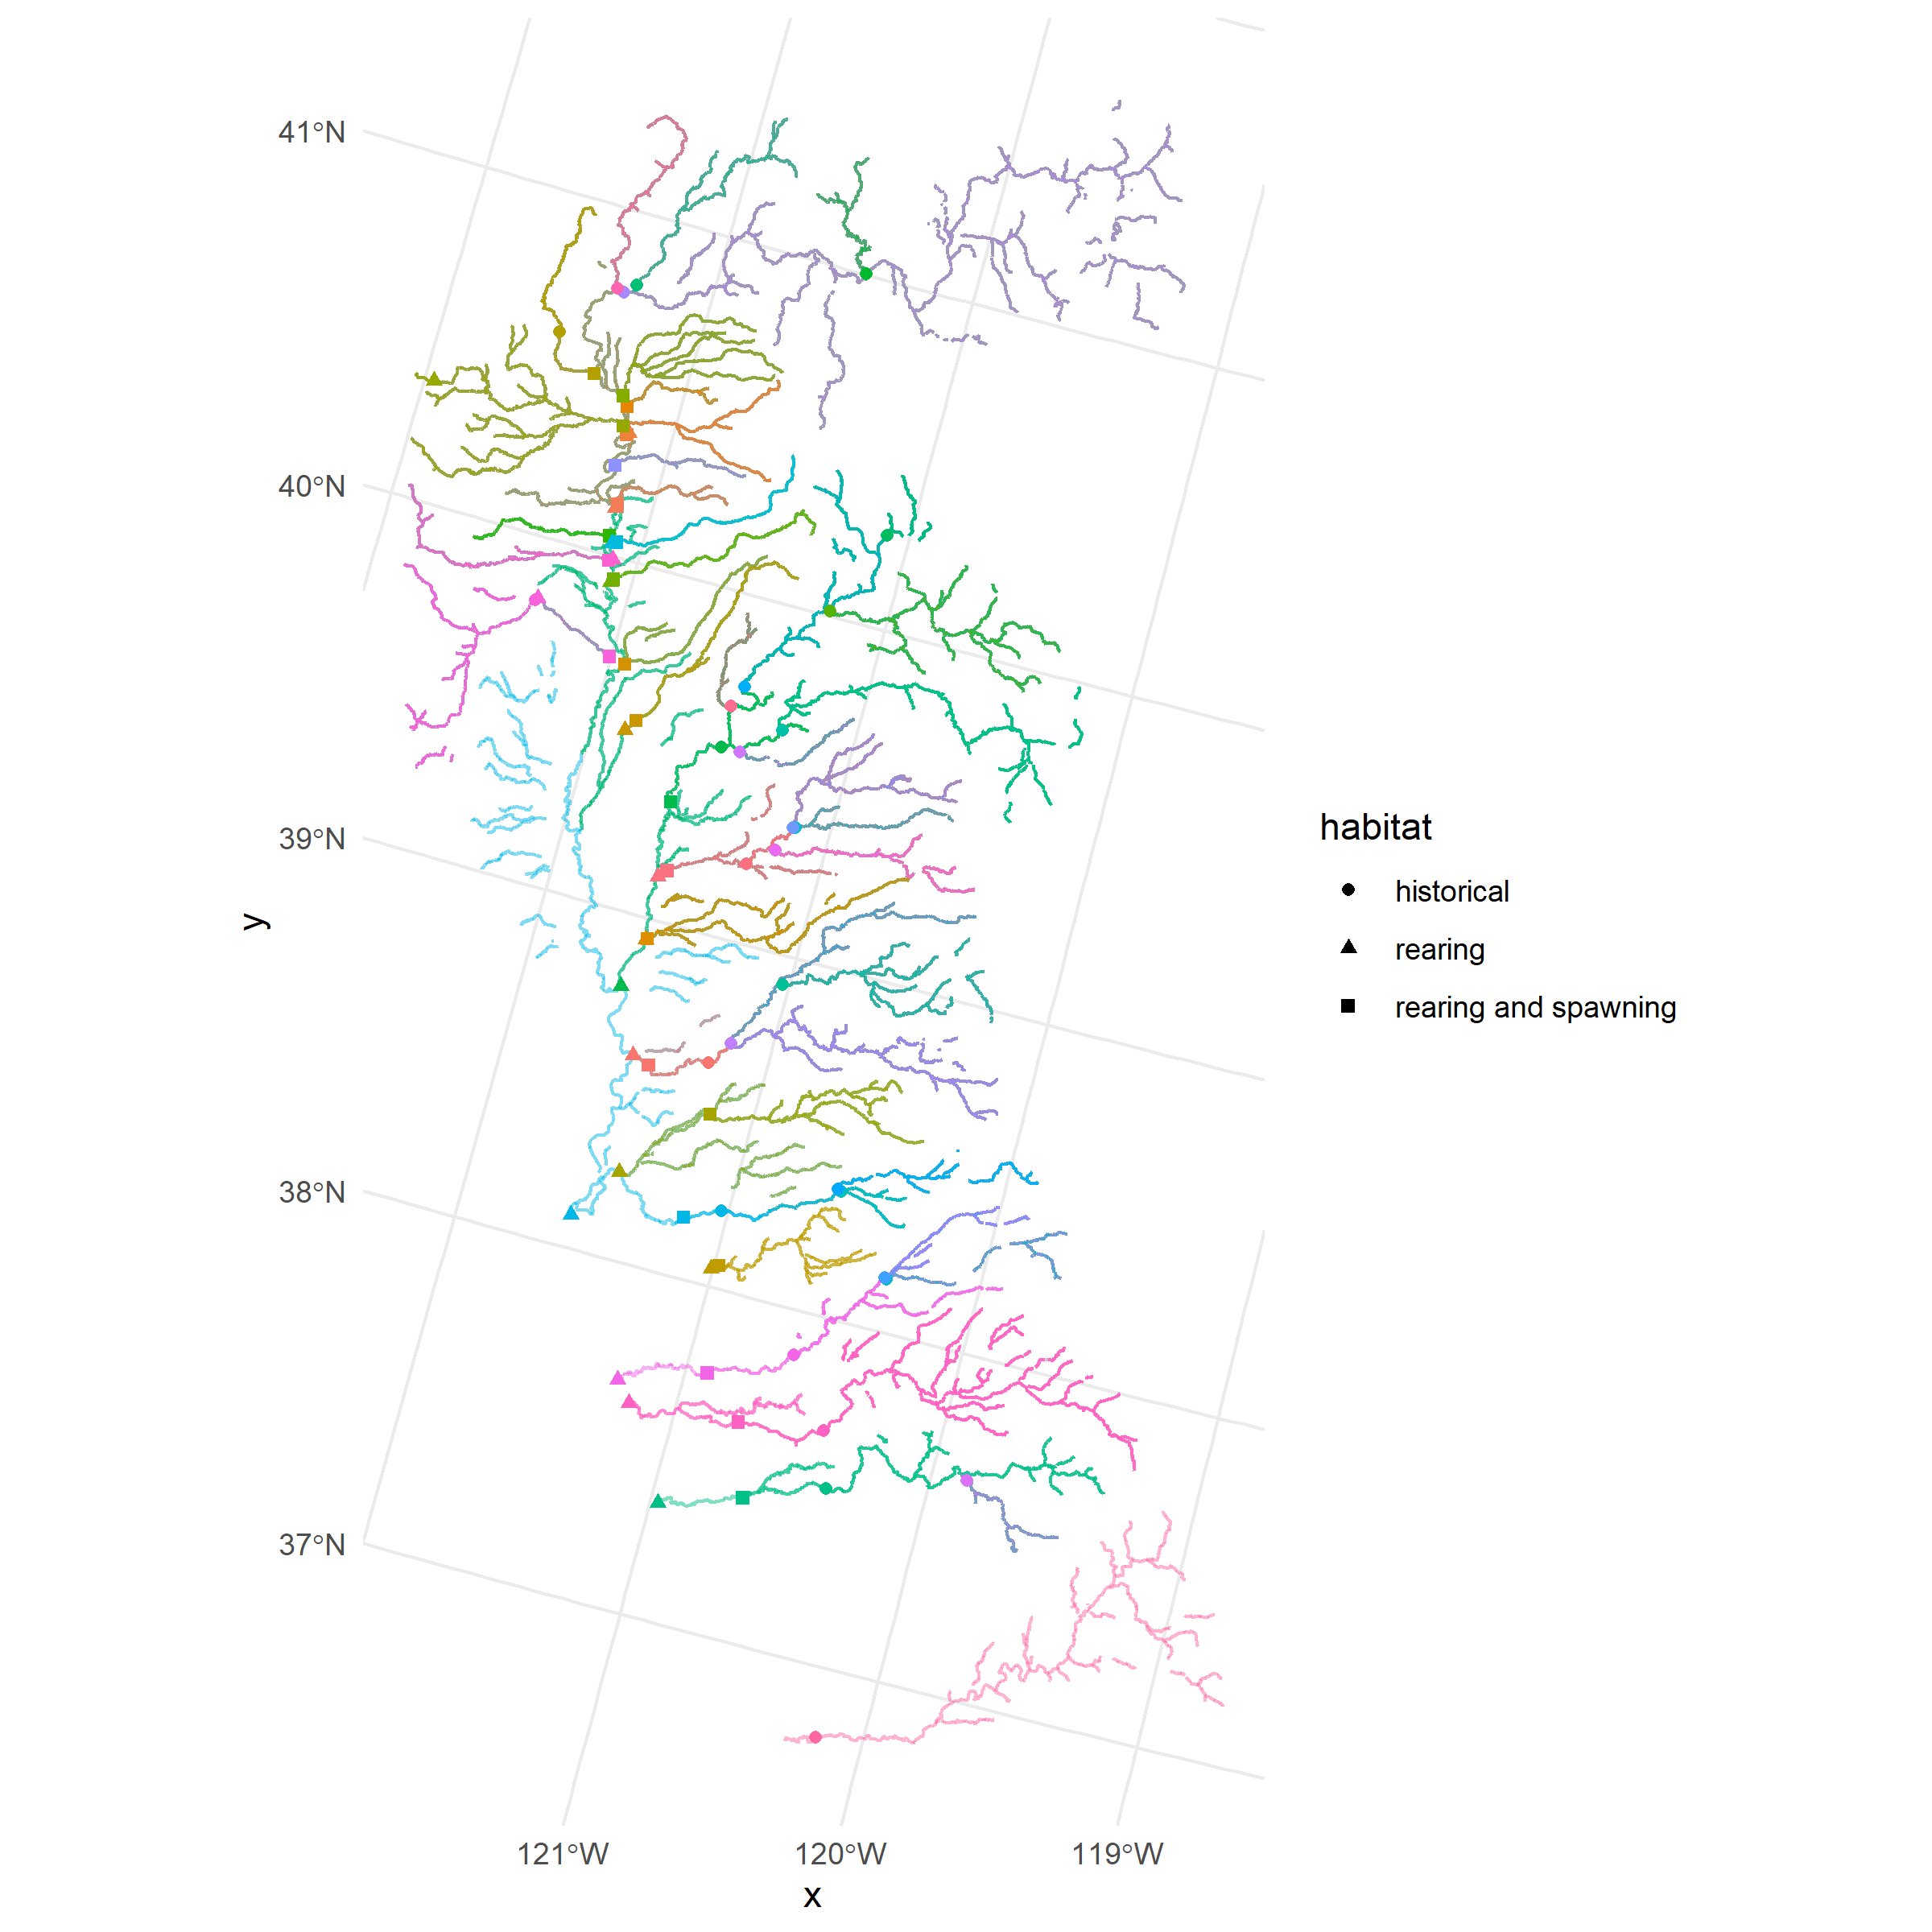 41°N
40°N
39°N
38°N
37°N
y
121°W
120°W
119°W
x
habitat
historical
rearing
rearing and spawning